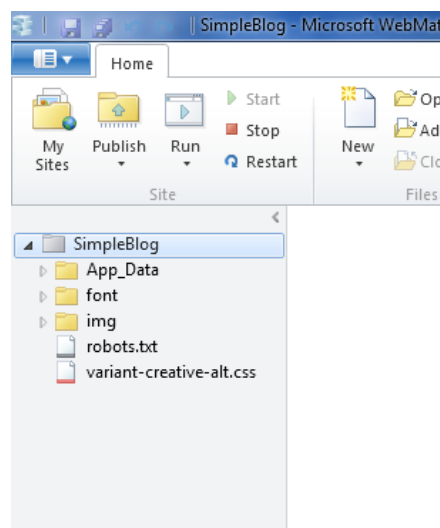 SimpleBlog - Microsoft WebMat
Home
My Sites
Publish
Run
Start
Stop
Restart
New
Op
Ad
Clo
Site
Files
SimpleBlog
App_Data
font
img
robots.txt
variant-creative-alt.css